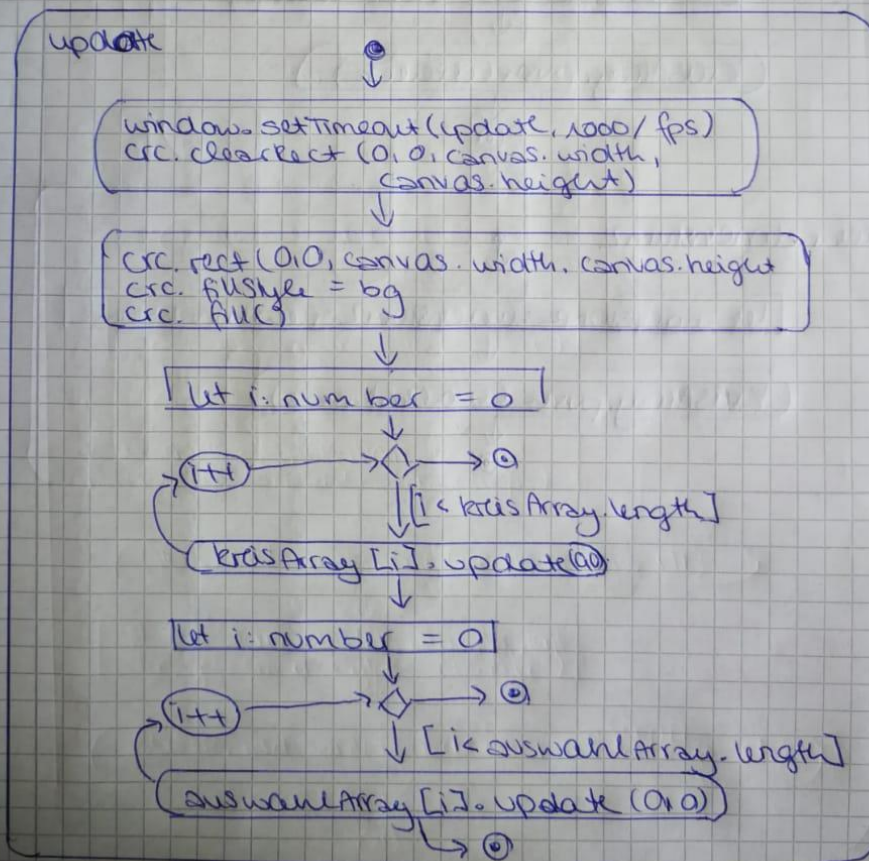 update
window.setTimeout(update, 1000/fps)
crc.clearRect(0,0, canvas.width,
canvas.height)
crc.rect(0,0, canvas.width, canvas.height
crc.fillStyle = bg
crc.fill()
let i: number = 0
i++
[i < kreisArray.length]
kreisArray[i].update(0,0)
let i: number = 0
i++
[i < auswahlArray.length]
auswahlArray[i].update(0,0)